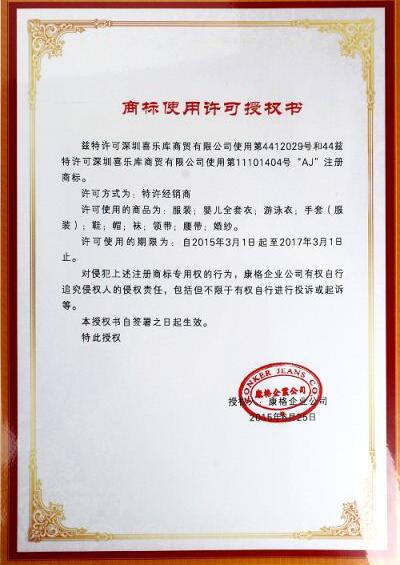 商标使用许可授权书
兹特许可深圳喜乐库商贸有限公司使用第4412029号和44兹
特许可深圳喜乐库商贸有限公司使用第11101404号“AJ”注册
商标。
许可方式为：特许经销商
许可使用的商品为：服装；婴儿全套衣；游泳衣；手套（服
装）；鞋；帽；袜；领带；腰带；婚纱。
许可使用的期限为：自2015年3月1日起至2017年3月1日
止。
对侵犯上述注册商标专用权的行为，康格企业公司有权自行
追究侵权人的侵权责任，包括但不限于有权自行进行投诉或起诉
等。
本授权书自签署之日起生效。
特此授权
CONKER JEANS CO
康格企业公司
授权人：康格企业公司
2015年6月25日